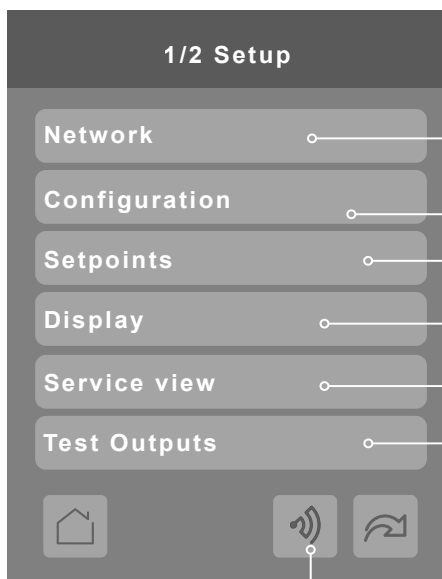 1/2 Setup
Network
Configuration
Setpoints
Display
Service view
Test Outputs